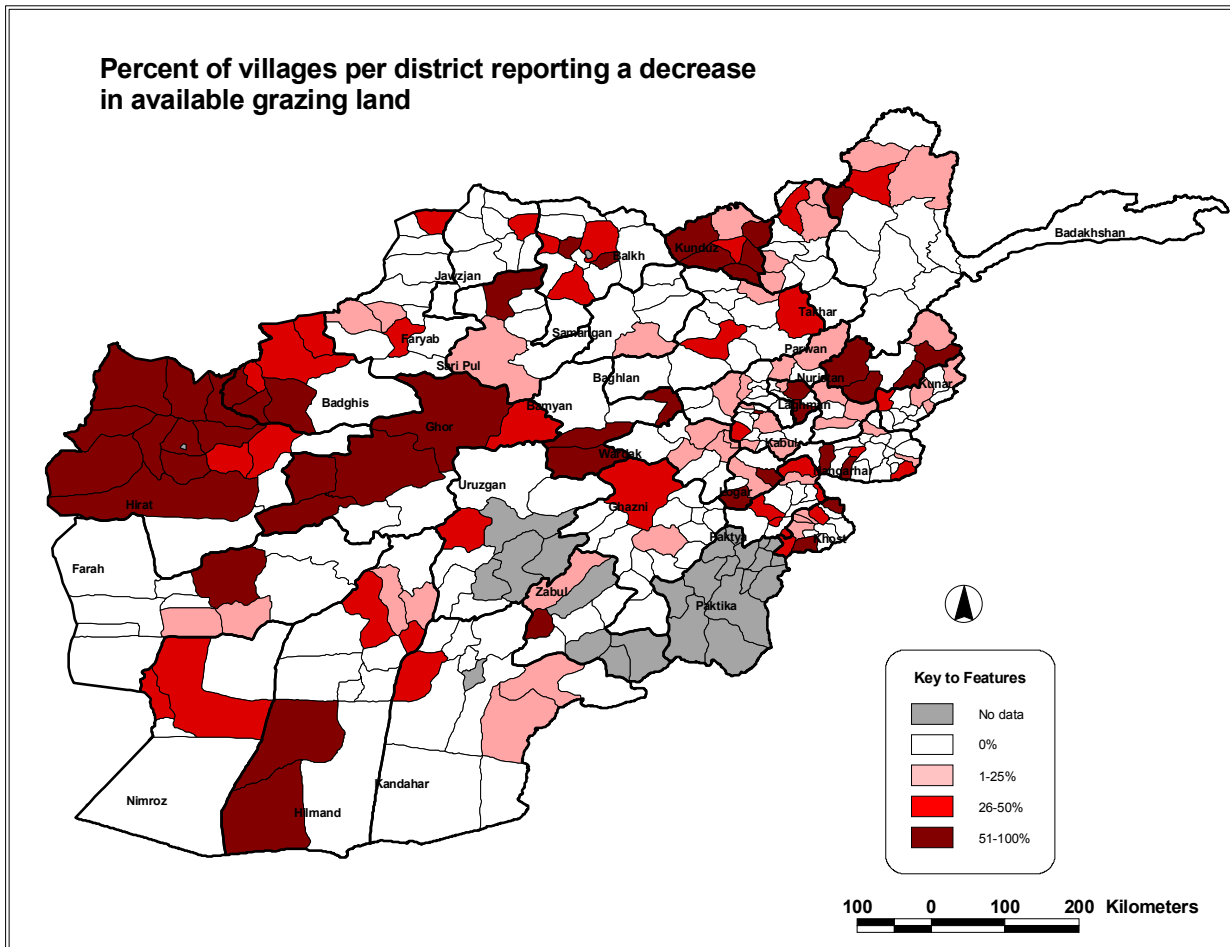 Percent of villages per district reporting a decrease
in available grazing land
Badakhshan
Kunduz
Balkh
Jawzjan
Takhar
Samangan
Faryab
Parwan
Sari Pul
Baghlan
Nuristan
Kunar
Badghis
Bamyan
Laghman
Ghor
Kabul
Wardak
Nangarhar
Uruzgan
Logar
Hirat
Ghazni
Paktya
Khost
Farah
Zabul
Paktika
Kandahar
Nimroz
Hilmand
Key to Features
No data
0%
1-25%
26-50%
51-100%
100 0 100 200 Kilometers